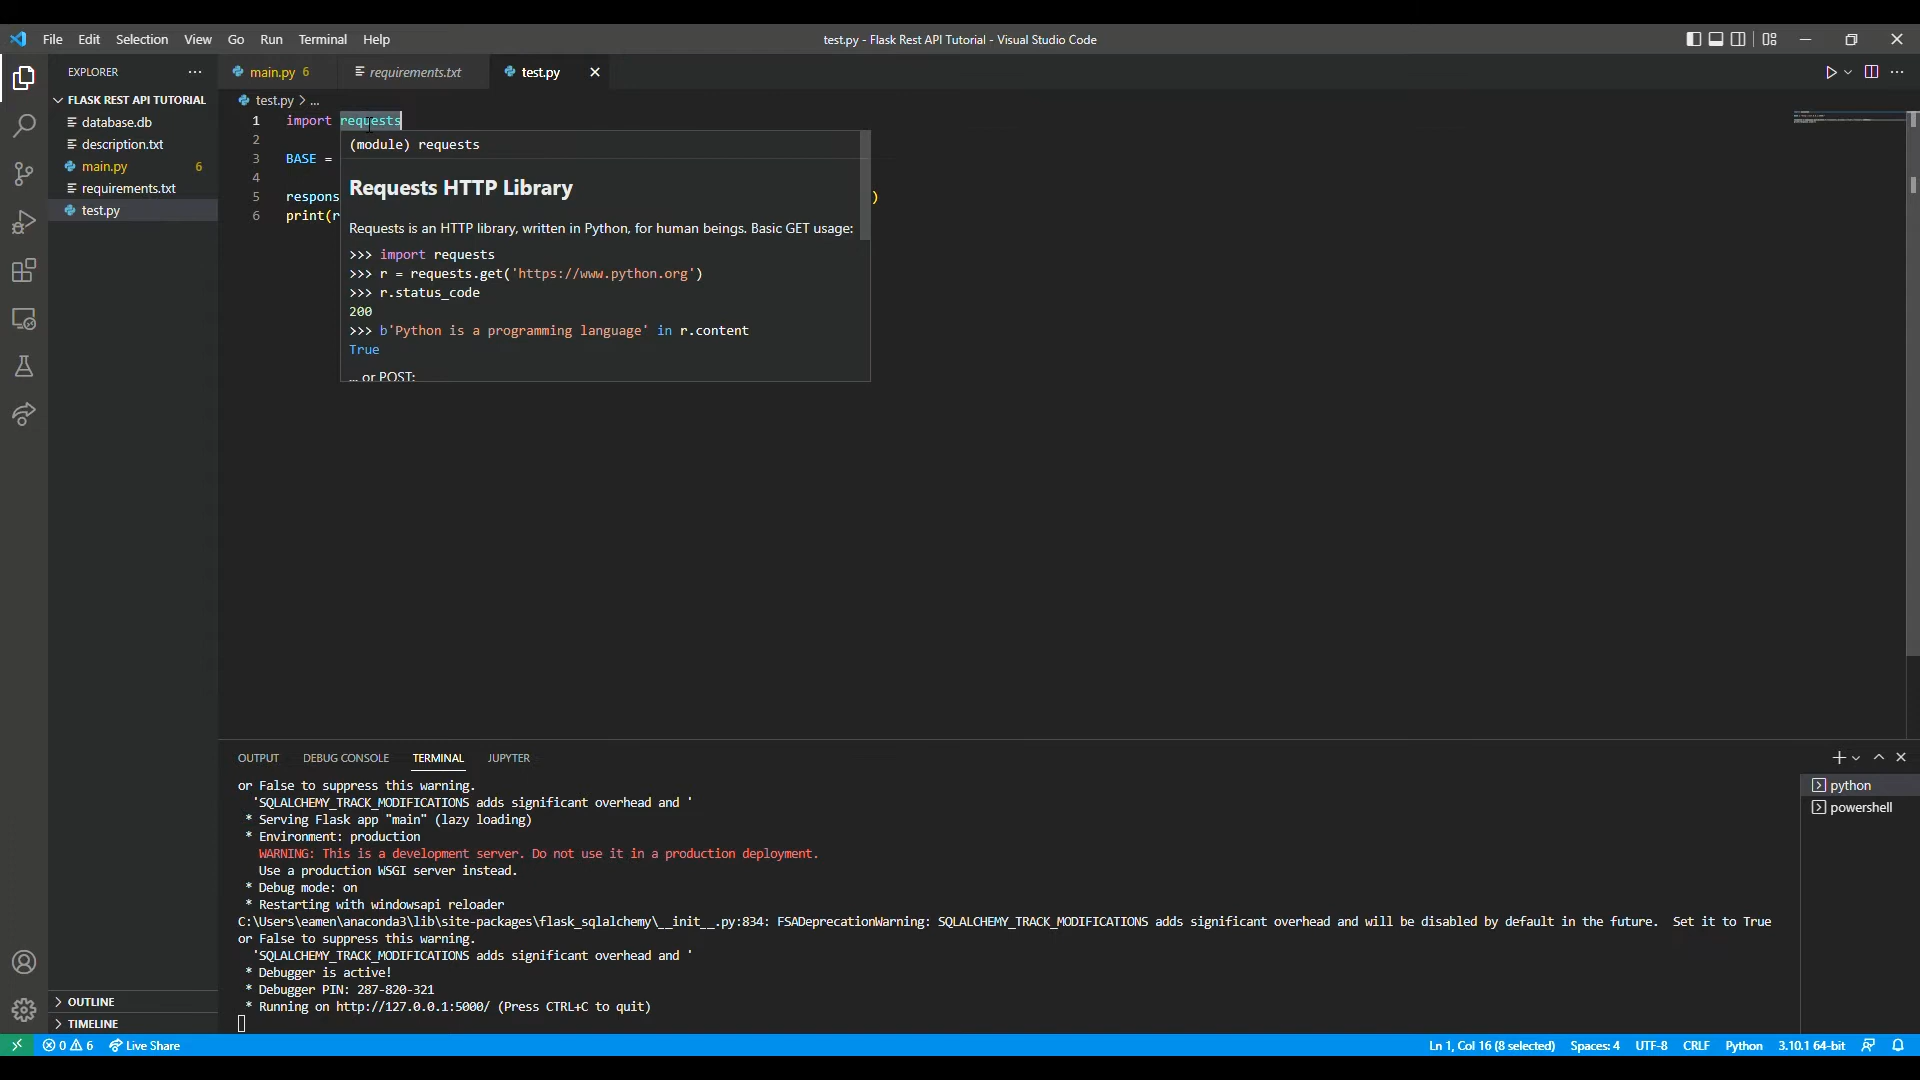 File Edit Selection View Go Run Terminal Help
test.py - Flask Rest API Tutorial - Visual Studio Code
EXPLORER
FLASK REST API TUTORIAL
database.db
description.txt
main.py 6
requirements.txt
test.py
OUTLINE
TIMELINE
main.py 6 requirements.txt test.py
test.py > ...
1 import requests
2
3 BASE =
4
5 respons )
6 print(r
(module) requests
Requests HTTP Library
Requests is an HTTP library, written in Python, for human beings. Basic GET usage:
>>> import requests
>>> r = requests.get('https://www.python.org')
>>> r.status_code
200
>>> b'Python is a programming language' in r.content
True
... or POST:
OUTPUT DEBUG CONSOLE TERMINAL JUPYTER
or False to suppress this warning.
'SQLALCHEMY_TRACK_MODIFICATIONS adds significant overhead and '
* Serving Flask app "main" (lazy loading)
* Environment: production
WARNING: This is a development server. Do not use it in a production deployment.
Use a production WSGI server instead.
* Debug mode: on
* Restarting with windowsapi reloader
C:\Users\eamen\anaconda3\lib\site-packages\flask_sqlalchemy\__init__.py:834: FSADeprecationWarning: SQLALCHEMY_TRACK_MODIFICATIONS adds significant overhead and will be disabled by default in the future.  Set it to True
or False to suppress this warning.
'SQLALCHEMY_TRACK_MODIFICATIONS adds significant overhead and '
* Debugger is active!
* Debugger PIN: 287-820-321
* Running on http://127.0.0.1:5000/ (Press CTRL+C to quit)
python
powershell
0 6 Live Share
Ln 1, Col 16 (8 selected) Spaces: 4 UTF-8 CRLF Python 3.10.1 64-bit